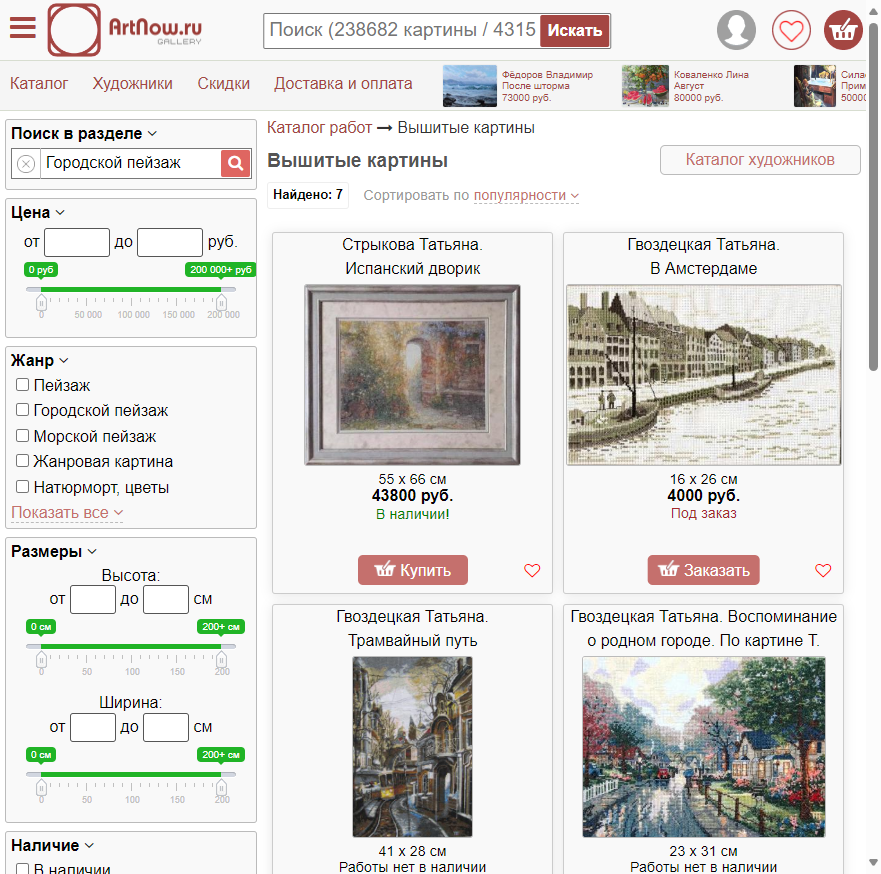 ArtNow.ru
GALLERY
Поиск (238682 картины / 4315
Искать
Каталог
Художники
Скидки
Доставка и оплата
Фёдоров Владимир
После шторма
73000 руб.
Коваленко Лина
Август
80000 руб.
Сила
Прим
5000
Поиск в разделе
Городской пейзаж
Цена
от до руб.
0 руб 200 000+ руб
0 50 000 100 000 150 000 200 000
Жанр
Пейзаж
Городской пейзаж
Морской пейзаж
Жанровая картина
Натюрморт, цветы
Показать все
Размеры
Высота:
от до см
0 см 200+ см
0 50 100 150 200
Ширина:
от до см
0 см 200+ см
0 50 100 150 200
Наличие
В наличии
Каталог работ → Вышитые картины
Вышитые картины
Каталог художников
Найдено: 7
Сортировать по популярности
Стрыкова Татьяна.
Испанский дворик
55 x 66 см
43800 руб.
В наличии!
Купить
Гвоздецкая Татьяна.
В Амстердаме
16 x 26 см
4000 руб.
Под заказ
Заказать
Гвоздецкая Татьяна.
Трамвайный путь
41 x 28 см
Работы нет в наличии
Гвоздецкая Татьяна. Воспоминание
о родном городе. По картине Т.
23 x 31 см
Работы нет в наличии